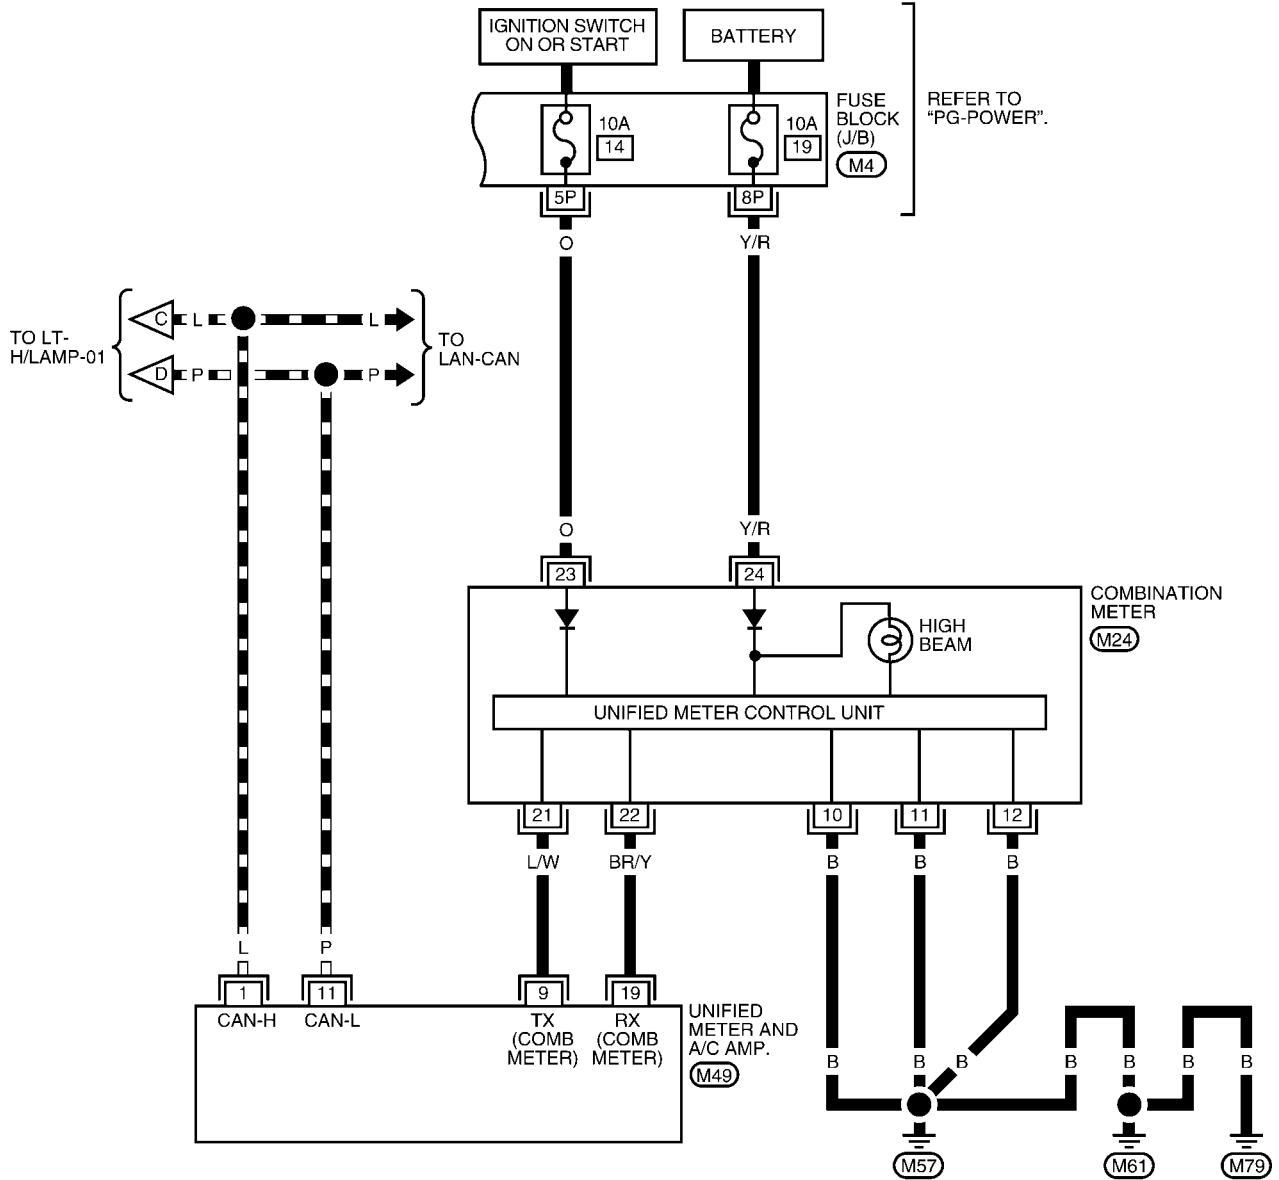 IGNITION SWITCH
ON OR START
BATTERY
10A
14
10A
19
FUSE
BLOCK
(J/B)
M4
REFER TO
“PG-POWER”.
5P
8P
O
Y/R
TO LT-
H/LAMP-01
C
L
L
D
P
P
TO
LAN-CAN
O
Y/R
23
24
COMBINATION
METER
M24
HIGH
BEAM
UNIFIED METER CONTROL UNIT
21
22
10
11
12
L/W
BR/Y
B
B
B
L
P
1
11
9
19
CAN-H
CAN-L
TX
(COMB
METER)
RX
(COMB
METER)
UNIFIED
METER AND
A/C AMP.
M49
B
B
B
B
B
B
B
M57
M61
M79